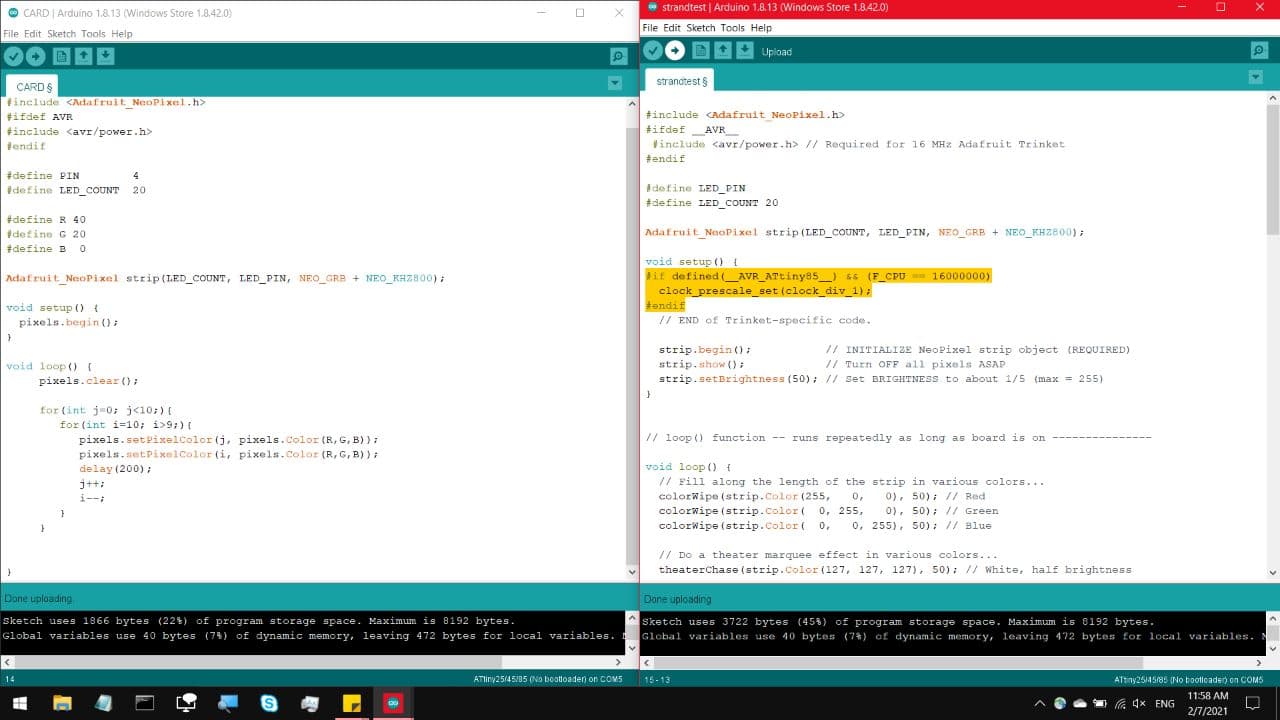 CARD | Arduino 1.8.13 (Windows Store 1.8.42.0)
File Edit Sketch Tools Help
CARD §
#include <Adafruit_NeoPixel.h>
#ifdef AVR
#include <avr/power.h>
#endif
#define PIN 4
#define LED_COUNT 20
#define R 40
#define G 20
#define B 0
Adafruit_NeoPixel strip(LED_COUNT, LED_PIN, NEO_GRB + NEO_KHZ800);
void setup() {
pixels.begin();
}
void loop() {
pixels.clear();
for(int j=0; j<10;){
for(int i=10; i>9;){
pixels.setPixelColor(j, pixels.Color(R,G,B));
pixels.setPixelColor(i, pixels.Color(R,G,B));
delay(200);
j++;
i--;
}
}
}
Done uploading.
Sketch uses 1866 bytes (22%) of program storage space. Maximum is 8192 bytes.
Global variables use 40 bytes (7%) of dynamic memory, leaving 472 bytes for local variables.
14
ATtiny25/45/85 (No bootloader) on COM5
strandtest | Arduino 1.8.13 (Windows Store 1.8.42.0)
File Edit Sketch Tools Help
Upload
strandtest §
#include <Adafruit_NeoPixel.h>
#ifdef __AVR__
#include <avr/power.h> // Required for 16 MHz Adafruit Trinket
#endif
#define LED_PIN
#define LED_COUNT 20
Adafruit_NeoPixel strip(LED_COUNT, LED_PIN, NEO_GRB + NEO_KHZ800);
void setup() {
#if defined(__AVR_ATtiny85__) && (F_CPU == 16000000)
clock_prescale_set(clock_div_1);
#endif
// END of Trinket-specific code.
strip.begin(); // INITIALIZE NeoPixel strip object (REQUIRED)
strip.show(); // Turn OFF all pixels ASAP
strip.setBrightness(50); // Set BRIGHTNESS to about 1/5 (max = 255)
}
// loop() function -- runs repeatedly as long as board is on ---------------
void loop() {
// Fill along the length of the strip in various colors...
colorWipe(strip.Color(255, 0, 0), 50); // Red
colorWipe(strip.Color( 0, 255, 0), 50); // Green
colorWipe(strip.Color( 0, 0, 255), 50); // Blue
// Do a theater marquee effect in various colors...
theaterChase(strip.Color(127, 127, 127), 50); // White, half brightness
Done uploading
Sketch uses 3722 bytes (45%) of program storage space. Maximum is 8192 bytes.
Global variables use 40 bytes (7%) of dynamic memory, leaving 472 bytes for local variables.
15 - 13
ATtiny25/45/85 (No bootloader) on COM5
ENG
11:58 AM
2/7/2021